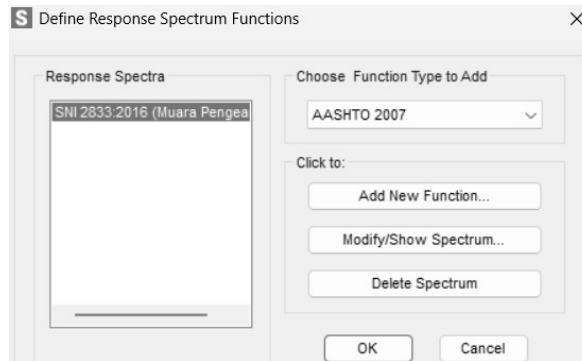 S Define Response Spectrum Functions
Response Spectra
SNI 2833:2016 (Muara Pengea
Choose Function Type to Add
AASHTO 2007
Click to:
Add New Function...
Modify/Show Spectrum...
Delete Spectrum
OK
Cancel